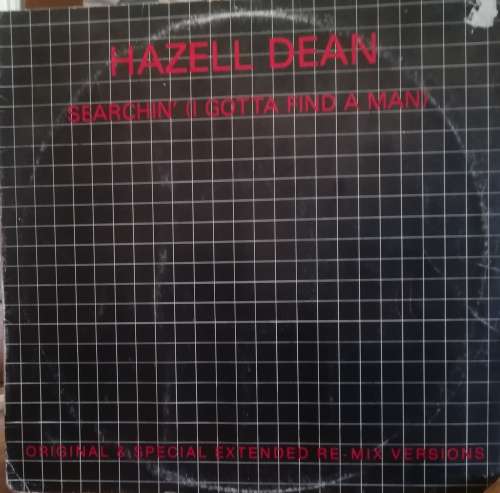 HAZELL DEAN
SEARCHIN' (I GOTTA FIND A MAN)
ORIGINAL & SPECIAL EXTENDED RE-MIX VERSIONS